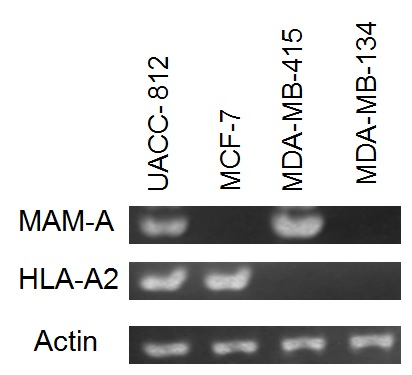 UACC-812
MCF-7
MDA-MB-415
MDA-MB-134
MAM-A
HLA-A2
Actin